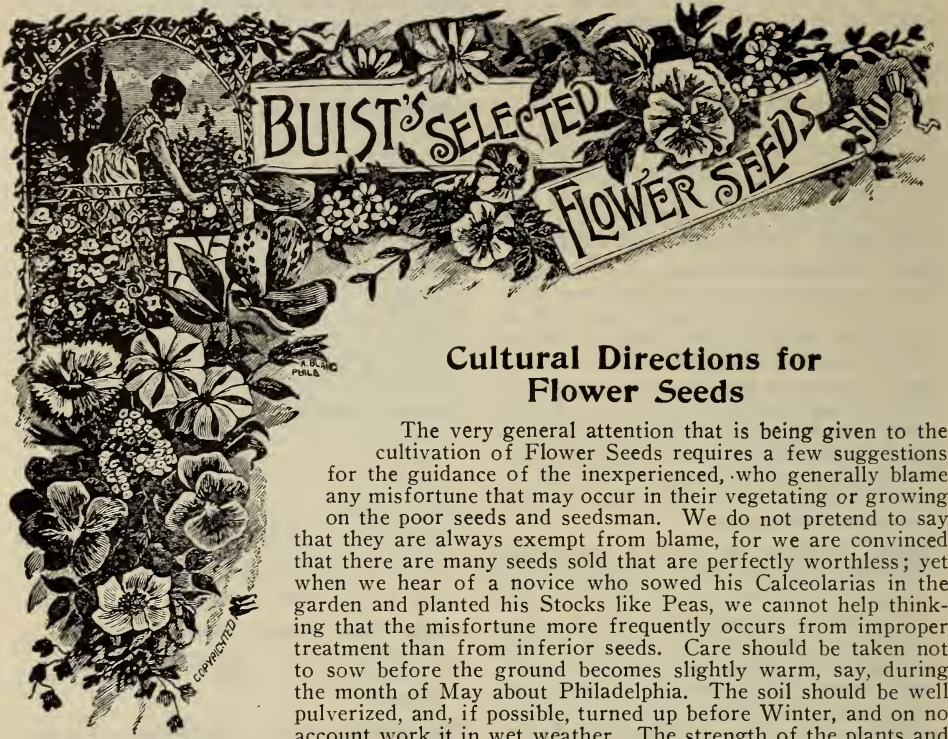 BUIST'S SELECTED
FLOWER SEEDS
A. BLANC
PHILA
COPYRIGHTED
Cultural Directions for
Flower Seeds
The very general attention that is being given to the
cultivation of Flower Seeds requires a few suggestions
for the guidance of the inexperienced, who generally blame
any misfortune that may occur in their vegetating or growing
on the poor seeds and seedsman. We do not pretend to say
that they are always exempt from blame, for we are convinced
that there are many seeds sold that are perfectly worthless; yet
when we hear of a novice who sowed his Calceolarias in the
garden and planted his Stocks like Peas, we cannot help think-
ing that the misfortune more frequently occurs from improper
treatment than from inferior seeds. Care should be taken not
to sow before the ground becomes slightly warm, say, during
the month of May about Philadelphia. The soil should be well
pulverized, and, if possible, turned up before Winter, and on no
account work it in wet weather. The strength of the plants and